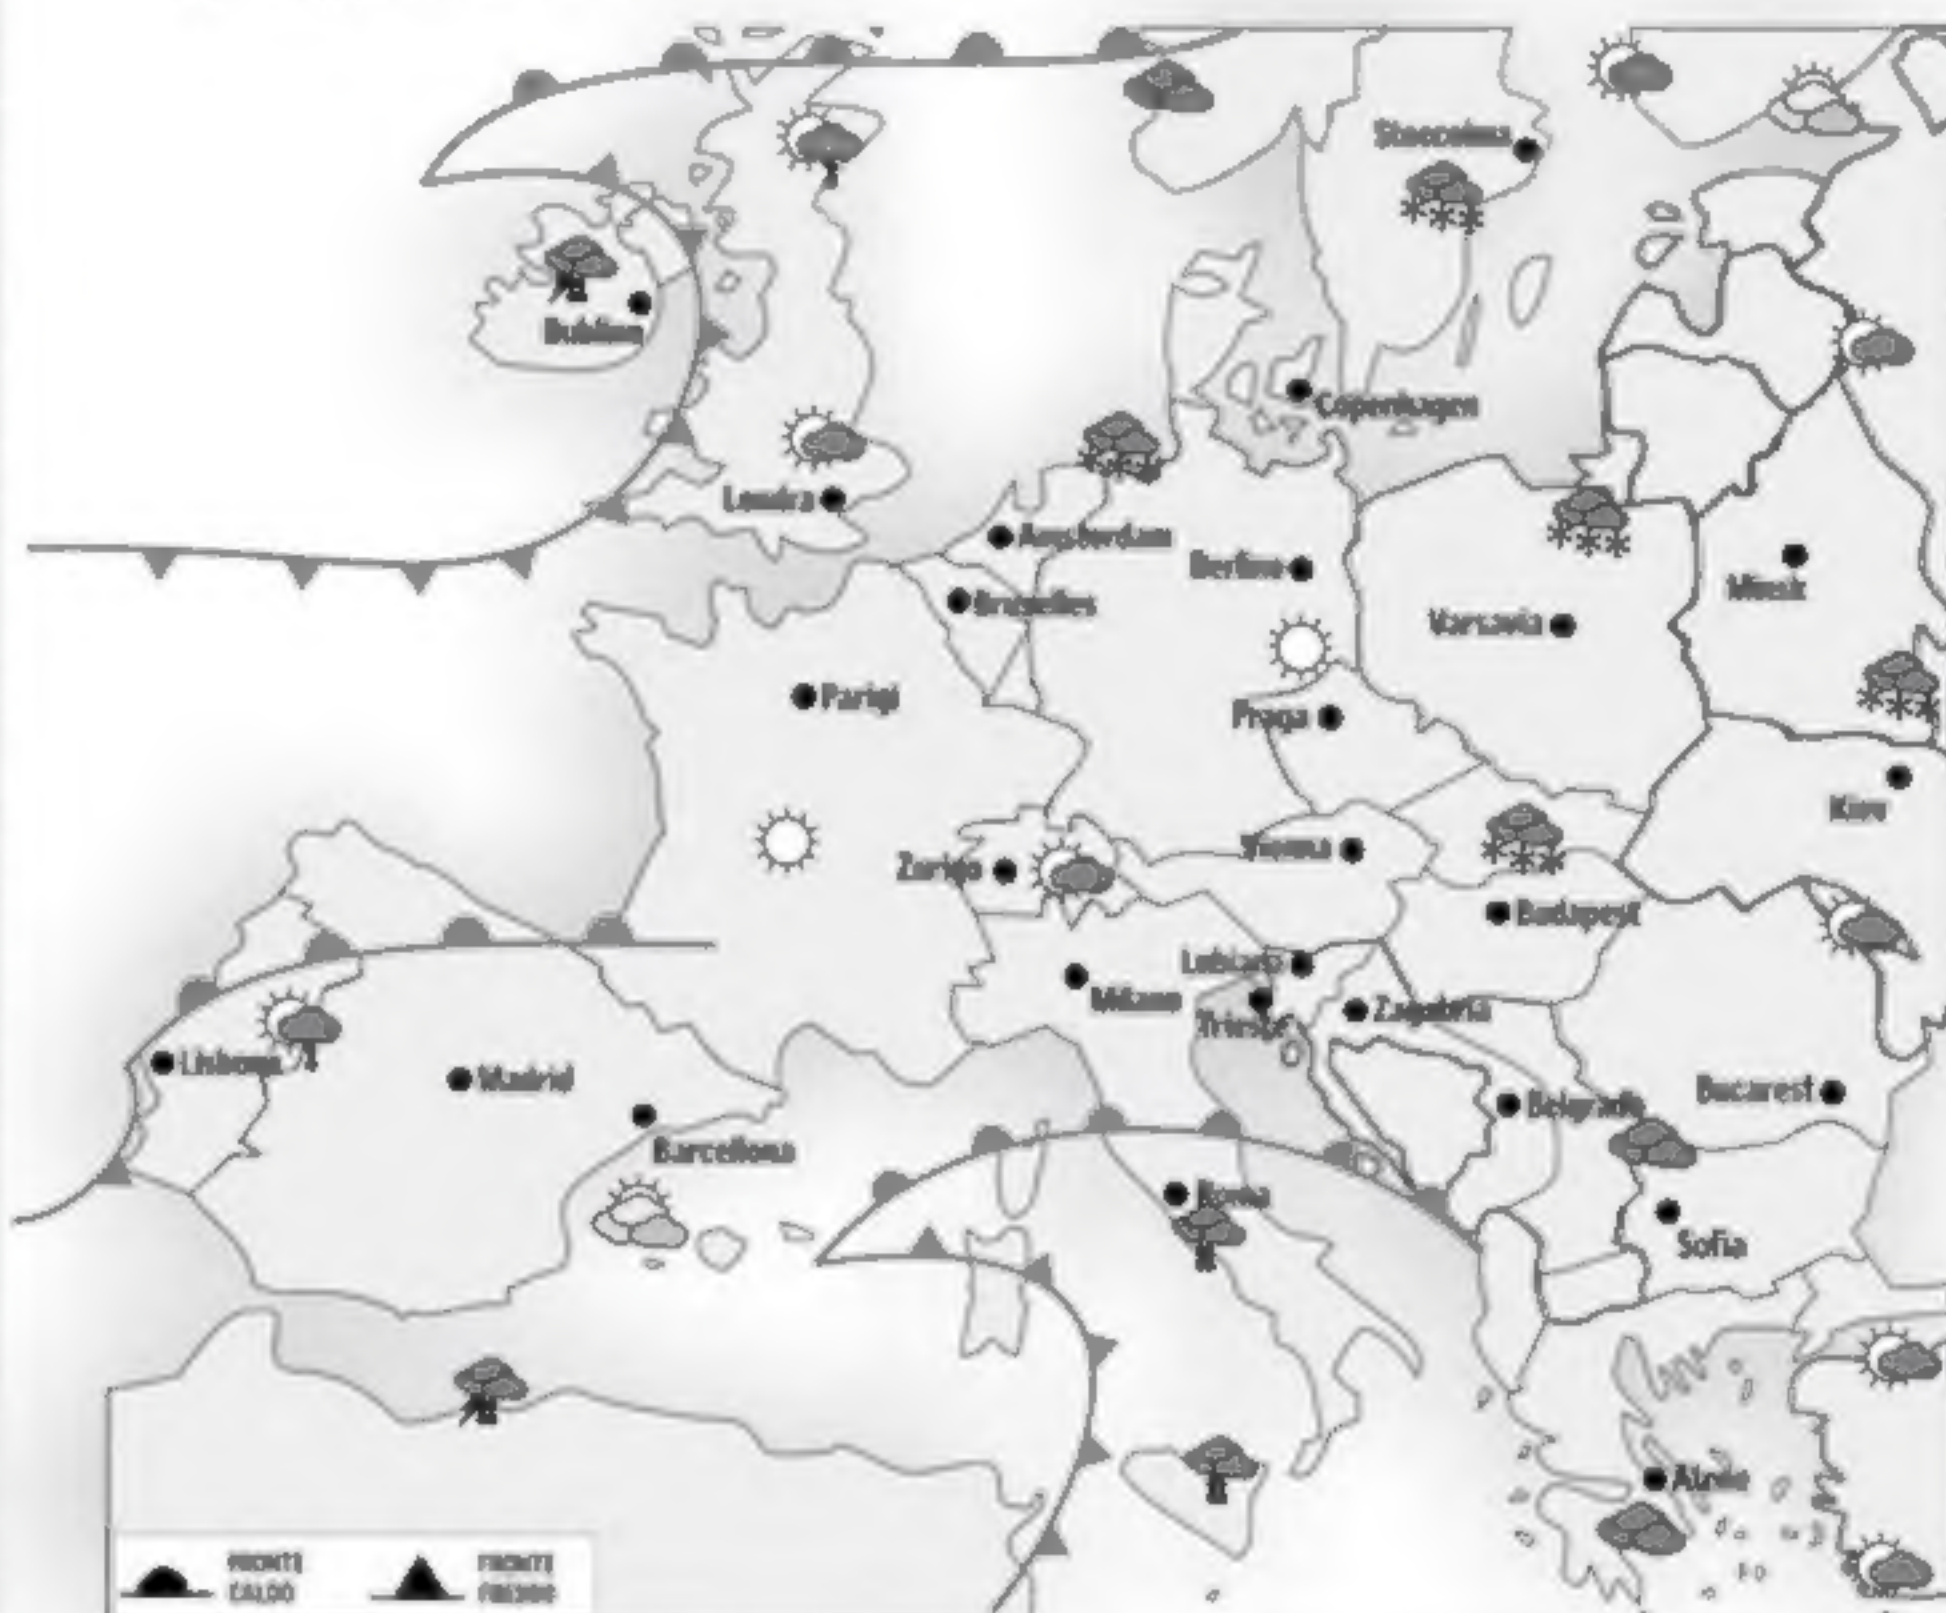 Stoccolma
Dublino
Copenhagen
Londra
Amsterdam
Berlino
Minsk
Bruxelles
Varsavia
Parigi
Praga
Kiev
Vienna
Zurigo
Budapest
Lubiana
Milano
Trieste
Zagabria
Lisbona
Madrid
Belgrado
Bucarest
Barcellona
Roma
Sofia
Atene
FRONTE
CALDO
FRONTE
FREDDO